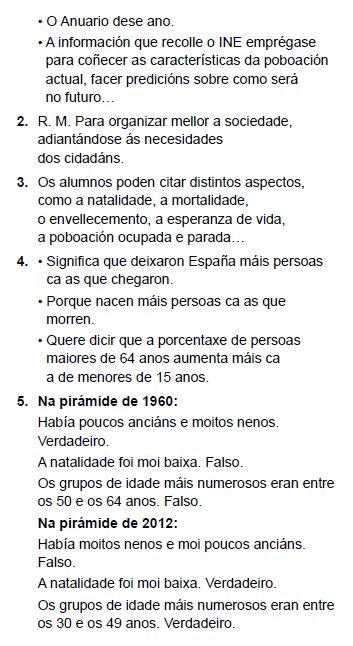 • O Anuario dese ano.
• A información que recolle o INE emprégase
para coñecer as características da poboación
actual, facer predicións sobre como será
no futuro…
2. R. M. Para organizar mellor a sociedade,
adiantándose ás necesidades
dos cidadáns.
3. Os alumnos poden citar distintos aspectos,
como a natalidade, a mortalidade,
o envellecemento, a esperanza de vida,
a poboación ocupada e parada…
4. • Significa que deixaron España máis persoas
ca as que chegaron.
• Porque nacen máis persoas ca as que
morren.
• Quere dicir que a porcentaxe de persoas
maiores de 64 anos aumenta máis ca
a de menores de 15 anos.
5. Na pirámide de 1960:
Había poucos anciáns e moitos nenos.
Verdadeiro.
A natalidade foi moi baixa. Falso.
Os grupos de idade máis numerosos eran entre
os 50 e os 64 anos. Falso.
Na pirámide de 2012:
Había moitos nenos e moi poucos anciáns.
Falso.
A natalidade foi moi baixa. Verdadeiro.
Os grupos de idade máis numerosos eran entre
os 30 e os 49 anos. Verdadeiro.